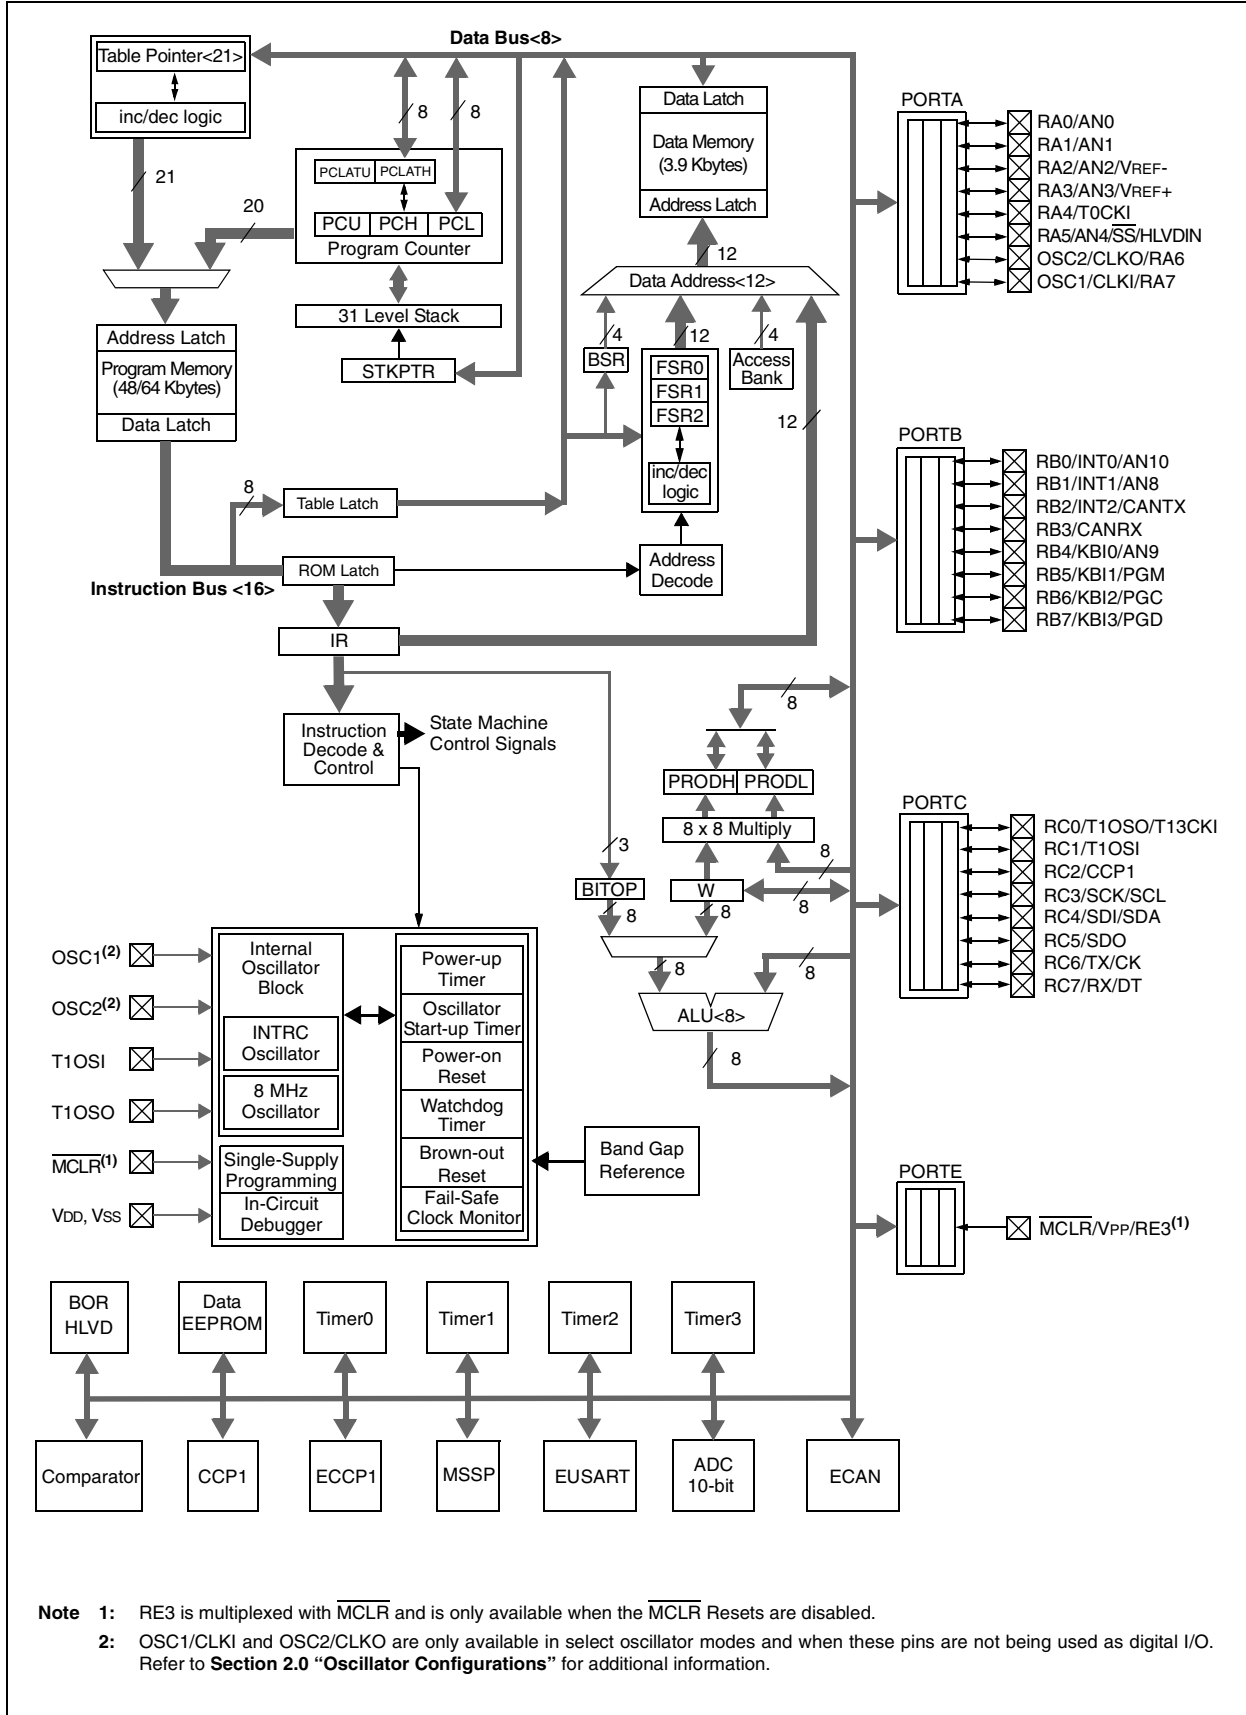 Data Bus<8>
Table Pointer<21>
inc/dec logic
21
8
8
PCLATU PCLATH
PCU PCH PCL
Program Counter
20
31 Level Stack
STKPTR
Address Latch
Program Memory
(48/64 Kbytes)
Data Latch
8
Table Latch
ROM Latch
Instruction Bus <16>
IR
Data Latch
Data Memory
(3.9 Kbytes)
Address Latch
12
Data Address<12>
4
12
4
BSR
FSR0
FSR1
FSR2
inc/dec
logic
Access
Bank
12
Address
Decode
Instruction
Decode &
Control
State Machine
Control Signals
8
PRODH PRODL
8 x 8 Multiply
3
8
BITOP
W
8
8
8
8
8
ALU<8>
8
OSC1(2)
OSC2(2)
T1OSI
T1OSO
MCLR(1)
VDD, VSS
Internal
Oscillator
Block
INTRC
Oscillator
8 MHz
Oscillator
Single-Supply
Programming
In-Circuit
Debugger
Power-up
Timer
Oscillator
Start-up Timer
Power-on
Reset
Watchdog
Timer
Brown-out
Reset
Fail-Safe
Clock Monitor
Band Gap
Reference
PORTA
RA0/AN0
RA1/AN1
RA2/AN2/VREF-
RA3/AN3/VREF+
RA4/T0CKI
RA5/AN4/SS/HLVDIN
OSC2/CLKO/RA6
OSC1/CLKI/RA7
PORTB
RB0/INT0/AN10
RB1/INT1/AN8
RB2/INT2/CANTX
RB3/CANRX
RB4/KBI0/AN9
RB5/KBI1/PGM
RB6/KBI2/PGC
RB7/KBI3/PGD
PORTC
RC0/T1OSO/T13CKI
RC1/T1OSI
RC2/CCP1
RC3/SCK/SCL
RC4/SDI/SDA
RC5/SDO
RC6/TX/CK
RC7/RX/DT
PORTE
MCLR/VPP/RE3(1)
BOR
HLVD
Data
EEPROM
Timer0
Timer1
Timer2
Timer3
Comparator
CCP1
ECCP1
MSSP
EUSART
ADC
10-bit
ECAN
Note 1: RE3 is multiplexed with MCLR and is only available when the MCLR Resets are disabled.
2: OSC1/CLKI and OSC2/CLKO are only available in select oscillator modes and when these pins are not being used as digital I/O.
Refer to Section 2.0 “Oscillator Configurations” for additional information.